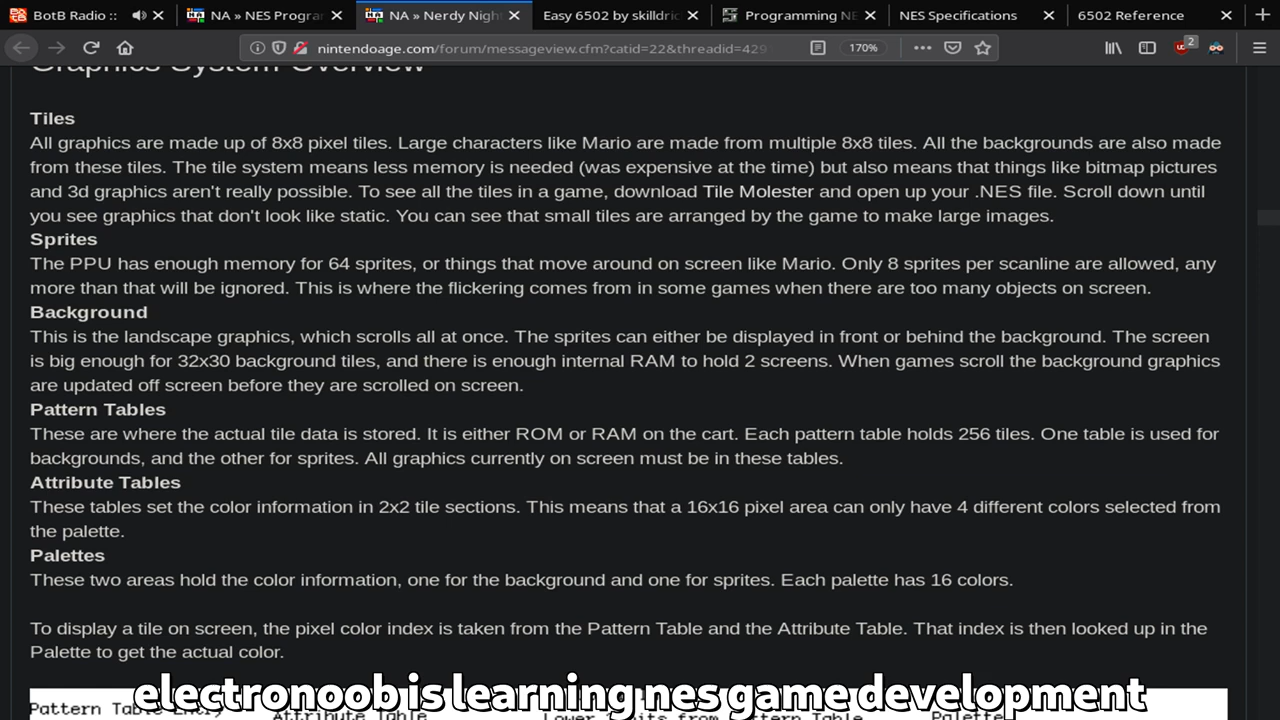 BotB Radio ::
NA » NES Progra
NA » Nerdy Nigh
Easy 6502 by skilldric
Programming NE
NES Specifications
6502 Reference
nintendoage.com/forum/messageview.cfm?catid=22&threadid=429
170%
2
Graphics System Overview
Tiles
All graphics are made up of 8x8 pixel tiles. Large characters like Mario are made from multiple 8x8 tiles. All the backgrounds are also made
from these tiles. The tile system means less memory is needed (was expensive at the time) but also means that things like bitmap pictures
and 3d graphics aren't really possible. To see all the tiles in a game, download Tile Molester and open up your .NES file. Scroll down until
you see graphics that don't look like static. You can see that small tiles are arranged by the game to make large images.
Sprites
The PPU has enough memory for 64 sprites, or things that move around on screen like Mario. Only 8 sprites per scanline are allowed, any
more than that will be ignored. This is where the flickering comes from in some games when there are too many objects on screen.
Background
This is the landscape graphics, which scrolls all at once. The sprites can either be displayed in front or behind the background. The screen
is big enough for 32x30 background tiles, and there is enough internal RAM to hold 2 screens. When games scroll the background graphics
are updated off screen before they are scrolled on screen.
Pattern Tables
These are where the actual tile data is stored. It is either ROM or RAM on the cart. Each pattern table holds 256 tiles. One table is used for
backgrounds, and the other for sprites. All graphics currently on screen must be in these tables.
Attribute Tables
These tables set the color information in 2x2 tile sections. This means that a 16x16 pixel area can only have 4 different colors selected from
the palette.
Palettes
These two areas hold the color information, one for the background and one for sprites. Each palette has 16 colors.
To display a tile on screen, the pixel color index is taken from the Pattern Table and the Attribute Table. That index is then looked up in the
Palette to get the actual color.
electronoob is learning nes game development
Pattern Table Entry
Attribute Table
Lower 2 bits from Pattern Table
Palette